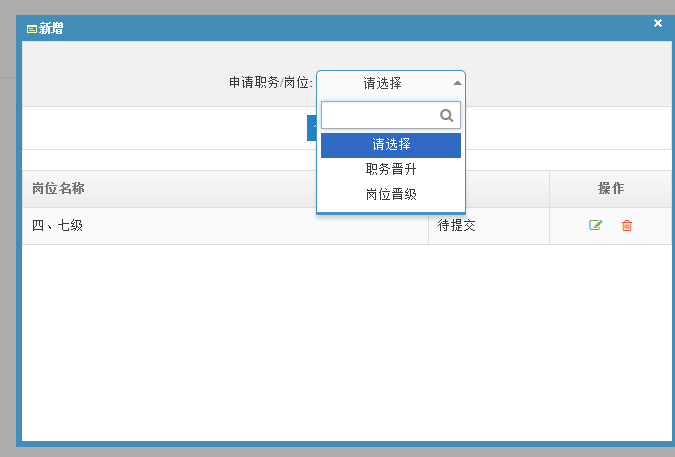 新增
申请职务/岗位: 请选择
请选择
职务晋升
岗位晋级
岗位名称 操作
四、七级 待提交